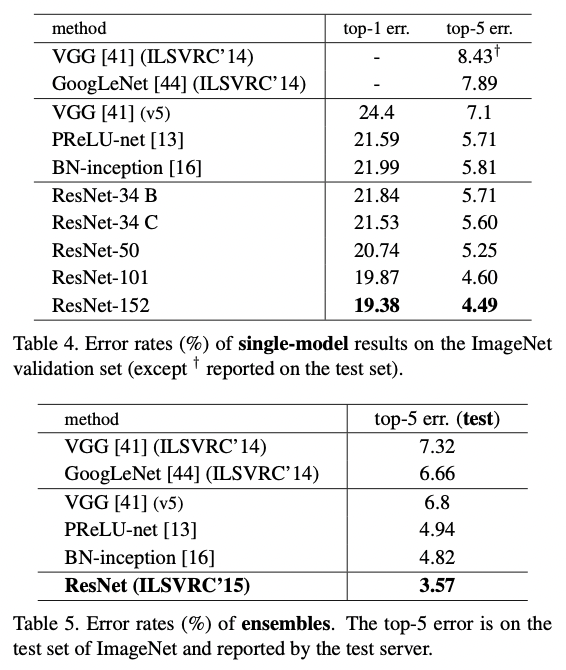 method top-1 err. top-5 err.
VGG [41] (ILSVRC'14) - 8.43†
GoogLeNet [44] (ILSVRC'14) - 7.89
VGG [41] (v5) 24.4 7.1
PReLU-net [13] 21.59 5.71
BN-inception [16] 21.99 5.81
ResNet-34 B 21.84 5.71
ResNet-34 C 21.53 5.60
ResNet-50 20.74 5.25
ResNet-101 19.87 4.60
ResNet-152 19.38 4.49
Table 4. Error rates (%) of single-model results on the ImageNet
validation set (except † reported on the test set).
method top-5 err. (test)
VGG [41] (ILSVRC'14) 7.32
GoogLeNet [44] (ILSVRC'14) 6.66
VGG [41] (v5) 6.8
PReLU-net [13] 4.94
BN-inception [16] 4.82
ResNet (ILSVRC'15) 3.57
Table 5. Error rates (%) of ensembles. The top-5 error is on the
test set of ImageNet and reported by the test server.